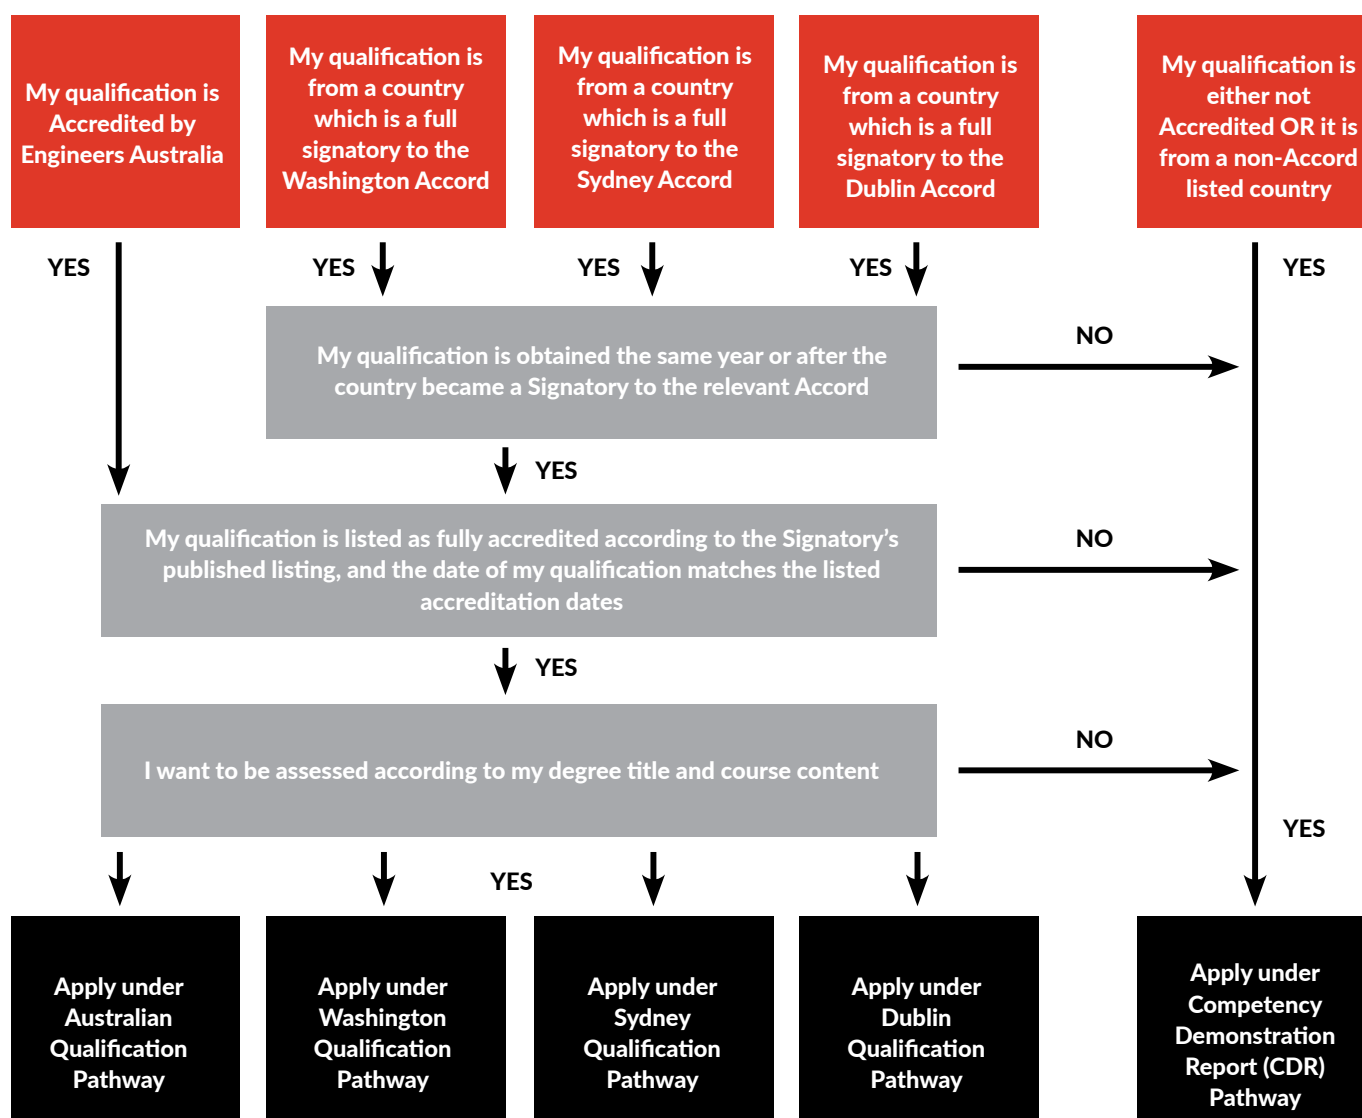 My qualification is
Accredited by
Engineers Australia
My qualification is
from a country
which is a full
signatory to the
Washington Accord
My qualification is
from a country
which is a full
signatory to the
Sydney Accord
My qualification is
from a country
which is a full
signatory to the
Dublin Accord
My qualification is
either not
Accredited OR it is
from a non-Accord
listed country
YES
YES
YES
YES
YES
My qualification is obtained the same year or after the
country became a Signatory to the relevant Accord
NO
YES
My qualification is listed as fully accredited according to the Signatory’s
published listing, and the date of my qualification matches the listed
accreditation dates
NO
YES
I want to be assessed according to my degree title and course content
NO
YES
YES
Apply under
Australian
Qualification
Pathway
Apply under
Washington
Qualification
Pathway
Apply under
Sydney
Qualification
Pathway
Apply under
Dublin
Qualification
Pathway
Apply under
Competency
Demonstration
Report (CDR)
Pathway